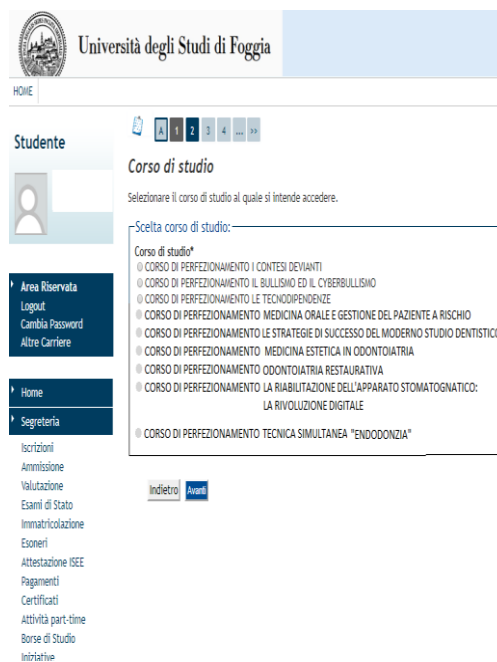 Università degli Studi di Foggia
HOME
Studente
A 1 2 3 4 ... >>
Corso di studio
Selezionare il corso di studio al quale si intende accedere.
Scelta corso di studio:
Corso di studio*
CORSO DI PERFEZIONAMENTO I CONTESI DEVIANTI
CORSO DI PERFEZIONAMENTO IL BULLISMO ED IL CYBERBULLISMO
CORSO DI PERFEZIONAMENTO LE TECNODIPENDENZE
CORSO DI PERFEZIONAMENTO MEDICINA ORALE E GESTIONE DEL PAZIENTE A RISCHIO
CORSO DI PERFEZIONAMENTO LE STRATEGIE DI SUCCESSO DEL MODERNO STUDIO DENTISTICO
CORSO DI PERFEZIONAMENTO MEDICINA ESTETICA IN ODONTOIATRIA
CORSO DI PERFEZIONAMENTO ODONTOIATRIA RESTAURATIVA
CORSO DI PERFEZIONAMENTO LA RIABILITAZIONE DELL'APPARATO STOMATOGNATICO:
LA RIVOLUZIONE DIGITALE
CORSO DI PERFEZIONAMENTO TECNICA SIMULTANEA "ENDODONZIA"
Indietro Avanti
Area Riservata
Logout
Cambia Password
Altre Carriere
Home
Segreteria
Iscrizioni
Ammissione
Valutazione
Esami di Stato
Immatricolazione
Esoneri
Attestazione ISEE
Pagamenti
Certificati
Attività part-time
Borse di Studio
Iniziative